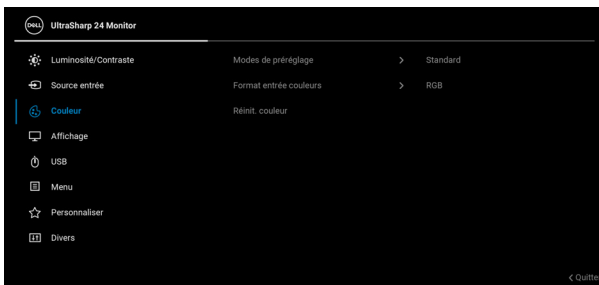 DELL UltraSharp 24 Monitor
Luminosité/Contraste Modes de préréglage > Standard
Source entrée Format entrée couleurs > RGB
Couleur Réinit. couleur
Affichage
USB
Menu
Personnaliser
Divers
< Quitte